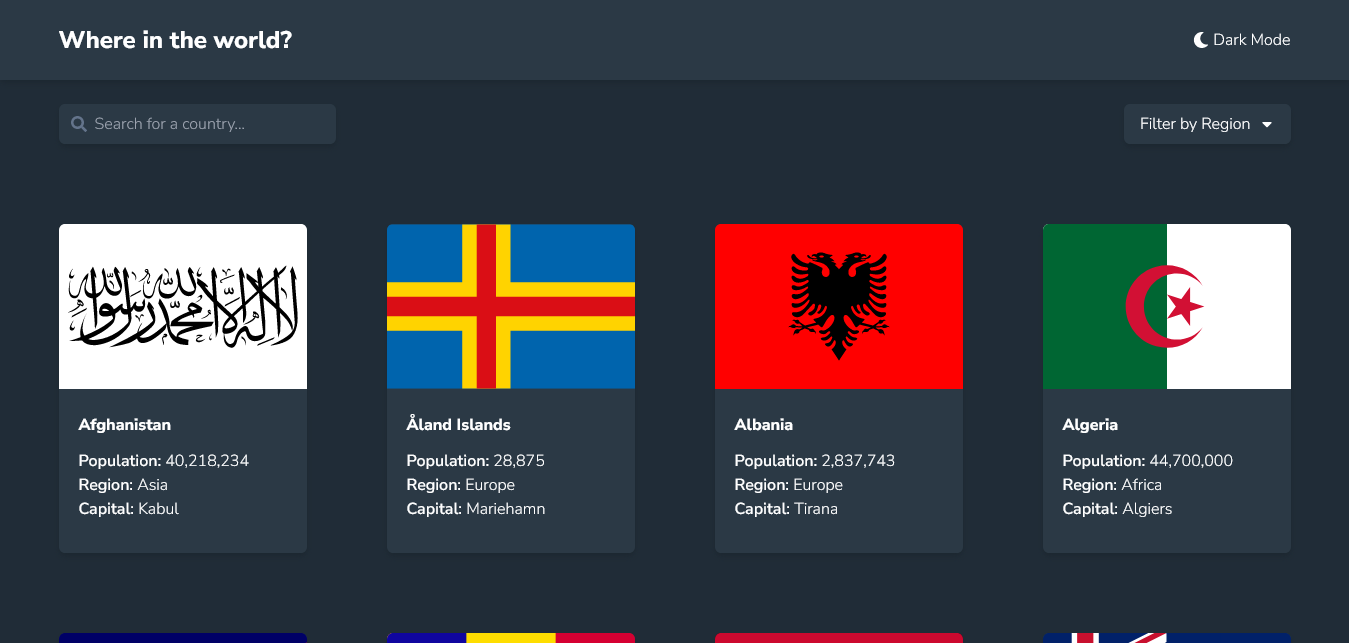 Where in the world?
Dark Mode
Search for a country...
Filter by Region
لا إله إلا الله محمد رسول الله
Afghanistan
Population: 40,218,234
Region: Asia
Capital: Kabul
Åland Islands
Population: 28,875
Region: Europe
Capital: Mariehamn
Albania
Population: 2,837,743
Region: Europe
Capital: Tirana
Algeria
Population: 44,700,000
Region: Africa
Capital: Algiers